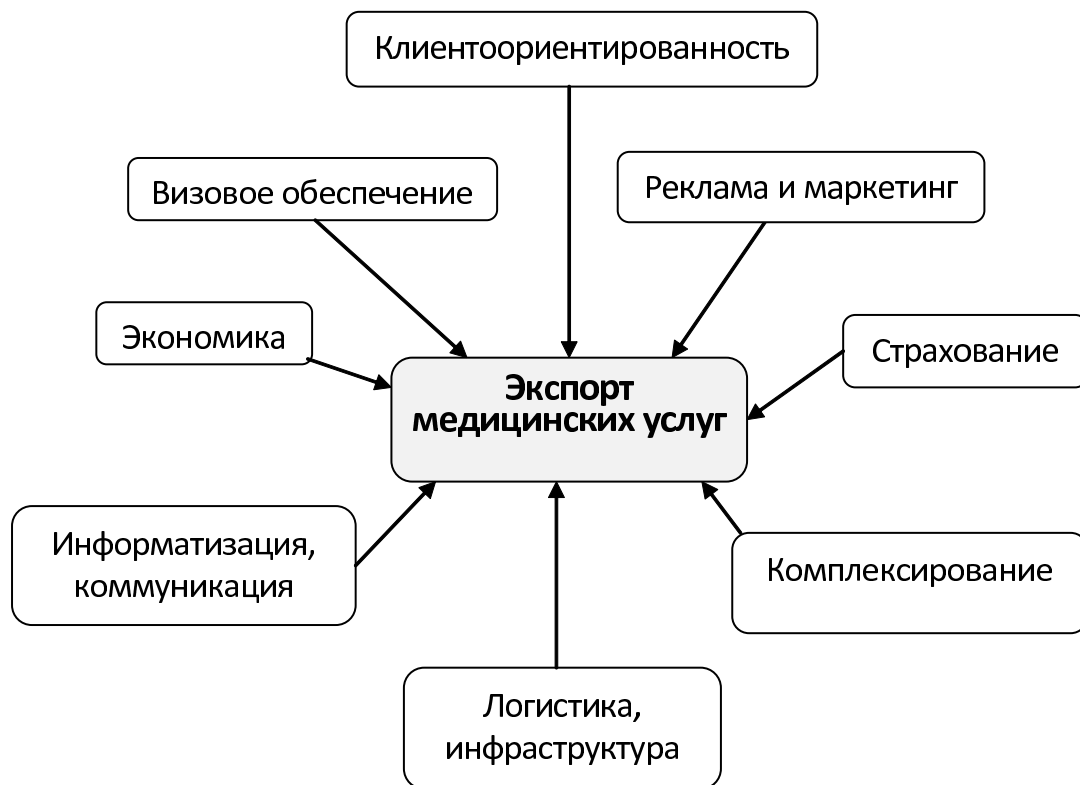 Клиентоориентированность
Визовое обеспечение
Реклама и маркетинг
Экономика
Страхование
Экспорт
медицинских услуг
Информатизация,
коммуникация
Комплексирование
Логистика,
инфраструктура